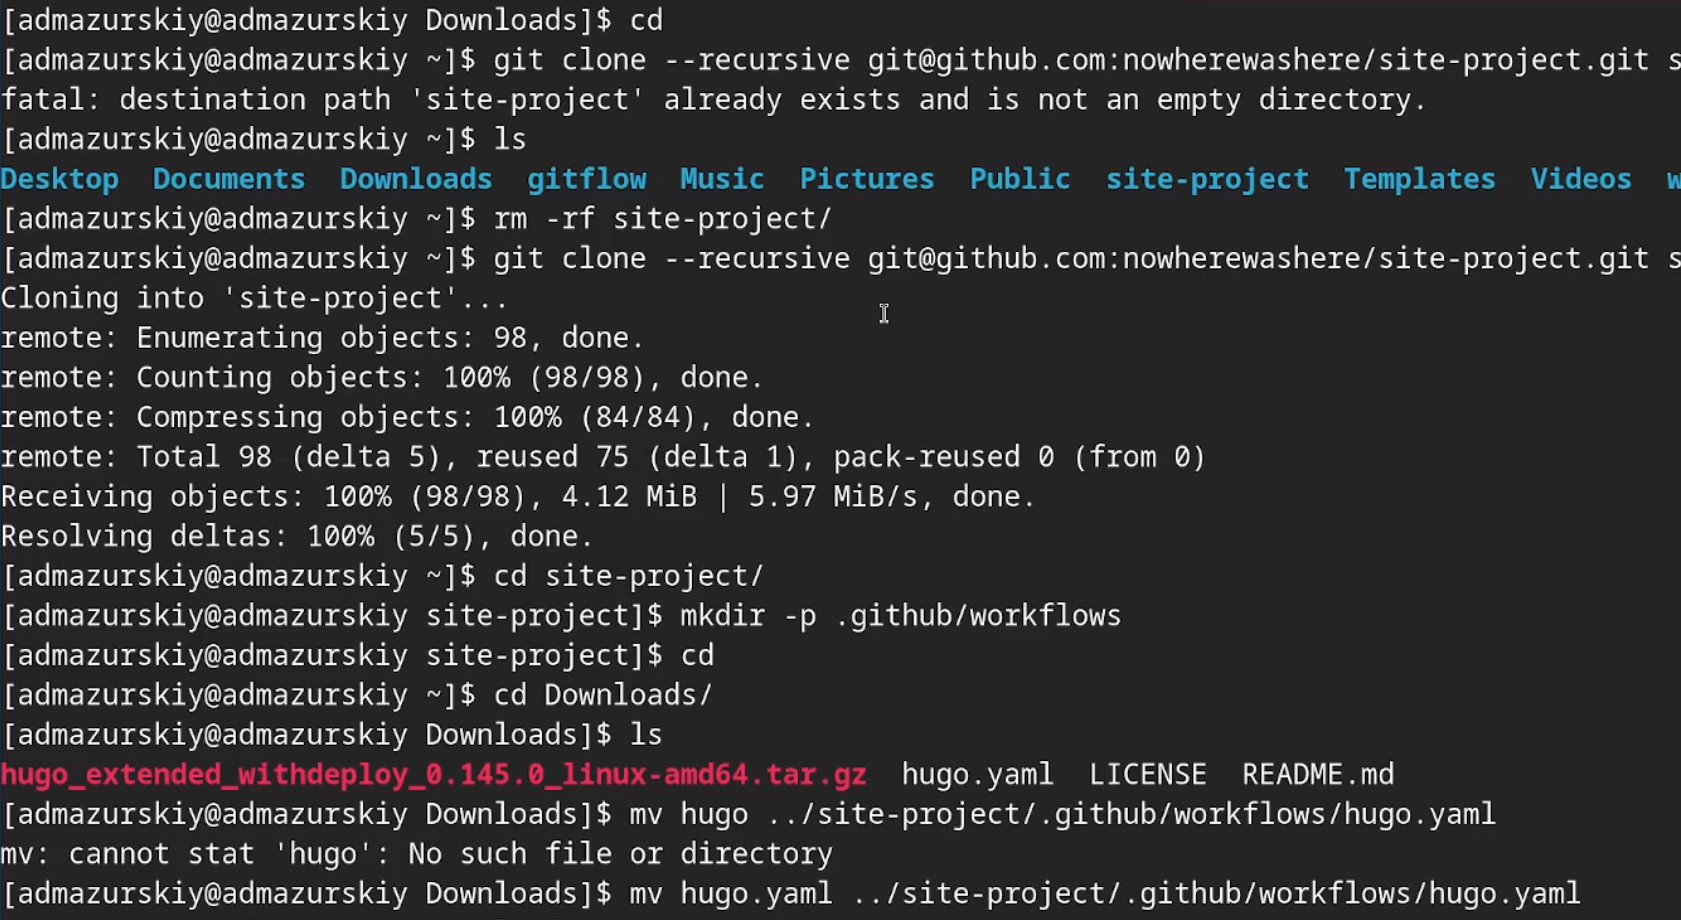 [admazurskiy@admazurskiy Downloads]$ cd
[admazurskiy@admazurskiy ~]$ git clone --recursive git@github.com:nowherewashere/site-project.git s
fatal: destination path 'site-project' already exists and is not an empty directory.
[admazurskiy@admazurskiy ~]$ ls
Desktop  Documents  Downloads  gitflow  Music  Pictures  Public  site-project  Templates  Videos  w
[admazurskiy@admazurskiy ~]$ rm -rf site-project/
[admazurskiy@admazurskiy ~]$ git clone --recursive git@github.com:nowherewashere/site-project.git s
Cloning into 'site-project'...
remote: Enumerating objects: 98, done.
remote: Counting objects: 100% (98/98), done.
remote: Compressing objects: 100% (84/84), done.
remote: Total 98 (delta 5), reused 75 (delta 1), pack-reused 0 (from 0)
Receiving objects: 100% (98/98), 4.12 MiB | 5.97 MiB/s, done.
Resolving deltas: 100% (5/5), done.
[admazurskiy@admazurskiy ~]$ cd site-project/
[admazurskiy@admazurskiy site-project]$ mkdir -p .github/workflows
[admazurskiy@admazurskiy site-project]$ cd
[admazurskiy@admazurskiy ~]$ cd Downloads/
[admazurskiy@admazurskiy Downloads]$ ls
hugo_extended_withdeploy_0.145.0_linux-amd64.tar.gz  hugo.yaml  LICENSE  README.md
[admazurskiy@admazurskiy Downloads]$ mv hugo ../site-project/.github/workflows/hugo.yaml
mv: cannot stat 'hugo': No such file or directory
[admazurskiy@admazurskiy Downloads]$ mv hugo.yaml ../site-project/.github/workflows/hugo.yaml